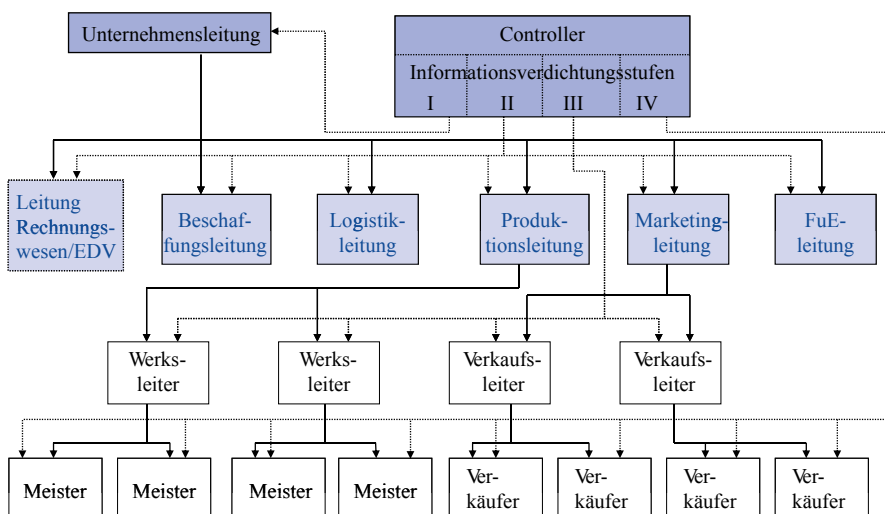 Unternehmensleitung
Controller
Informationsverdichtungsstufen
I II III IV
Leitung
Rechnungs-
wesen/EDV
Beschaf-
fungsleitung
Logistik-
leitung
Produk-
tionsleitung
Marketing-
leitung
FuE-
leitung
Werks-
leiter
Werks-
leiter
Verkaufs-
leiter
Verkaufs-
leiter
Meister
Meister
Meister
Meister
Ver-
käufer
Ver-
käufer
Ver-
käufer
Ver-
käufer